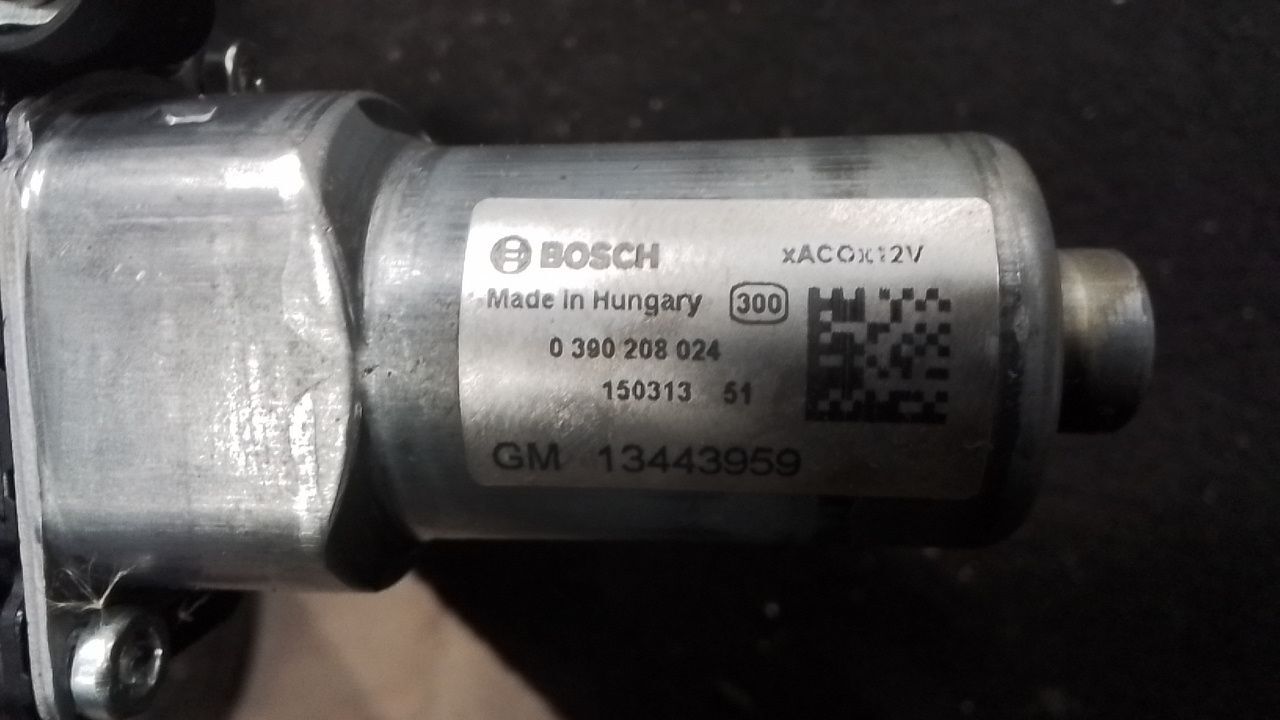 BOSCH xACOx12V
Made in Hungary 300
0 390 208 024
150313 51
GM 13443959